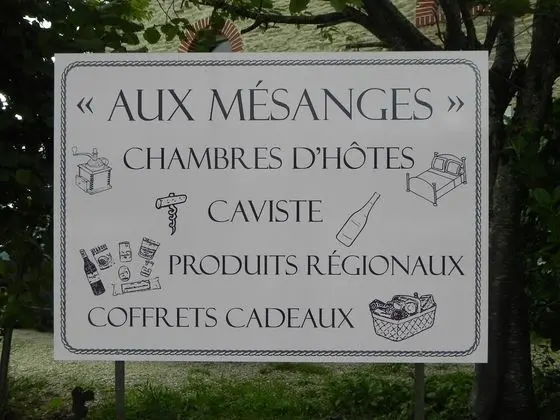 « AUX MÉSANGES »
CHAMBRES D'HÔTES
CAVISTE
PRODUITS RÉGIONAUX
COFFRETS CADEAUX